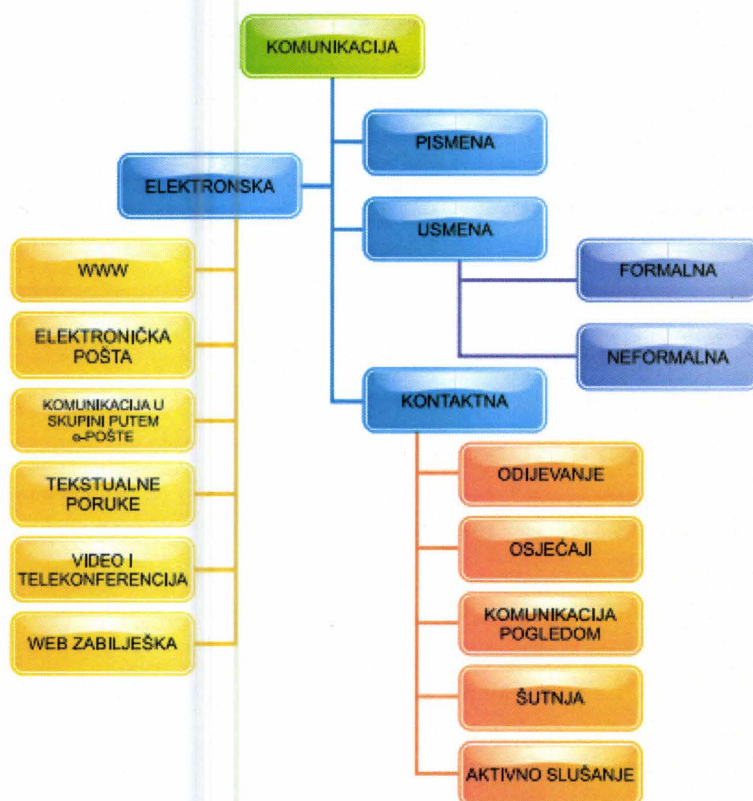 KOMUNIKACIJA
PISMENA
ELEKTRONSKA
USMENA
WWW
FORMALNA
ELEKTRONIČKA
POŠTA
NEFORMALNA
KOMUNIKACIJA U
SKUPINI PUTEM
e-POŠTE
KONTAKTNA
TEKSTUALNE
PORUKE
ODIJEVANJE
VIDEO I
TELEKONFERENCIJA
OSJEĆAJI
WEB ZABILJEŠKA
KOMUNIKACIJA
POGLEDOM
ŠUTNJA
AKTIVNO SLUŠANJE